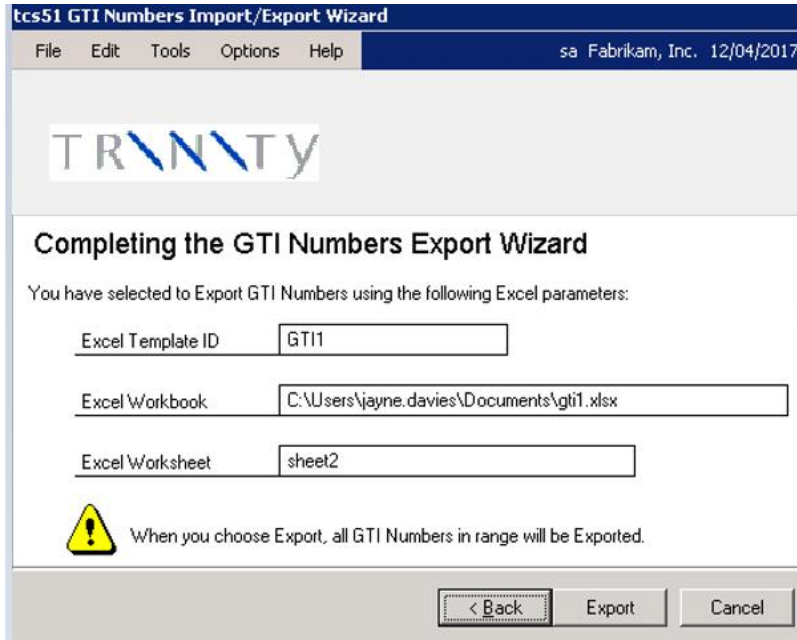 tcs51 GTI Numbers Import/Export Wizard
File Edit Tools Options Help sa Fabrikam, Inc. 12/04/2017
TRINITY
Completing the GTI Numbers Export Wizard
You have selected to Export GTI Numbers using the following Excel parameters:
Excel Template ID GTI1
Excel Workbook C:\Users\jayne.davies\Documents\gti1.xlsx
Excel Worksheet sheet2
When you choose Export, all GTI Numbers in range will be Exported.
< Back Export Cancel